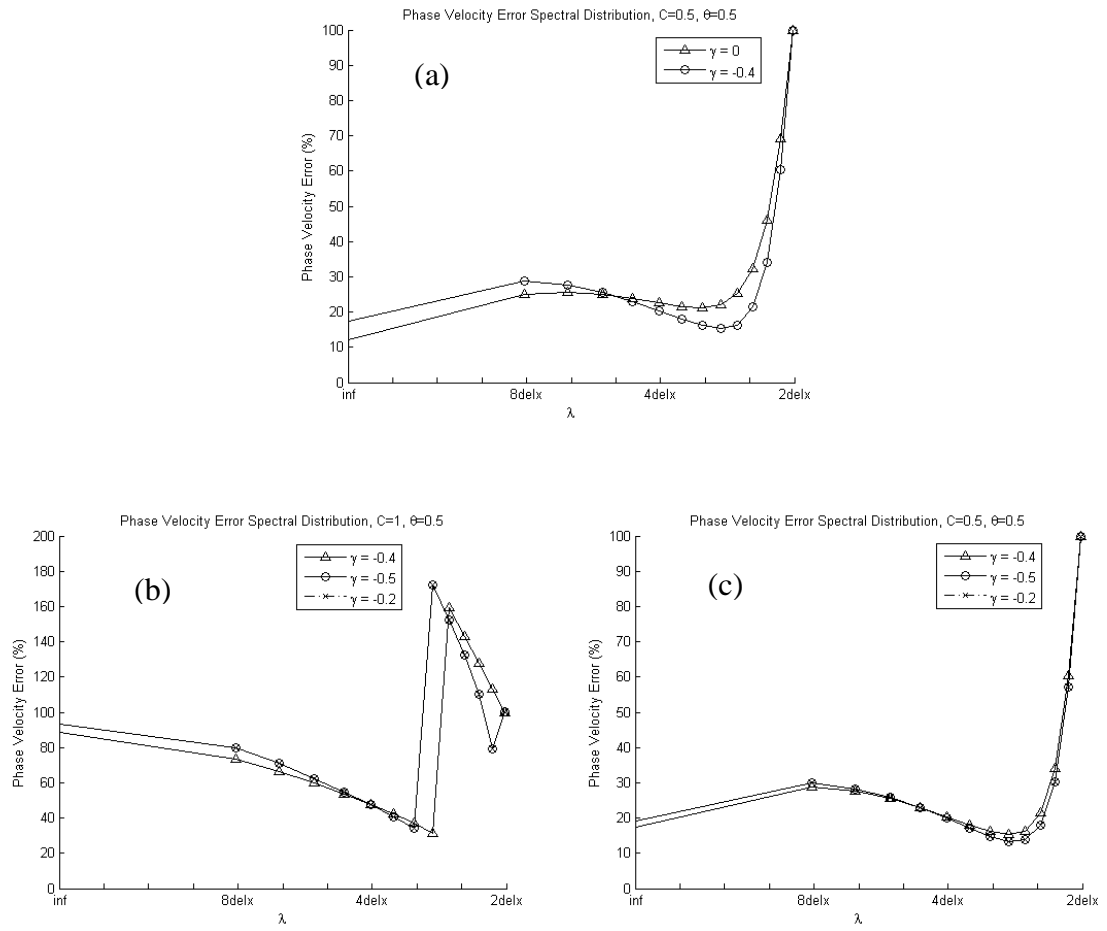 Phase Velocity Error Spectral Distribution, C=0.5, θ=0.5
100
90
80
70
60
50
40
30
20
10
0
Phase Velocity Error (%)
(a)
γ = 0
γ = -0.4
inf
8delx
4delx
2delx
λ
Phase Velocity Error Spectral Distribution, C=1, θ=0.5
200
180
160
140
120
100
80
60
40
20
0
Phase Velocity Error (%)
(b)
γ = -0.4
γ = -0.5
γ = -0.2
inf
8delx
4delx
2delx
λ
Phase Velocity Error Spectral Distribution, C=0.5, θ=0.5
100
90
80
70
60
50
40
30
20
10
0
Phase Velocity Error (%)
(c)
γ = -0.4
γ = -0.5
γ = -0.2
inf
8delx
4delx
2delx
λ